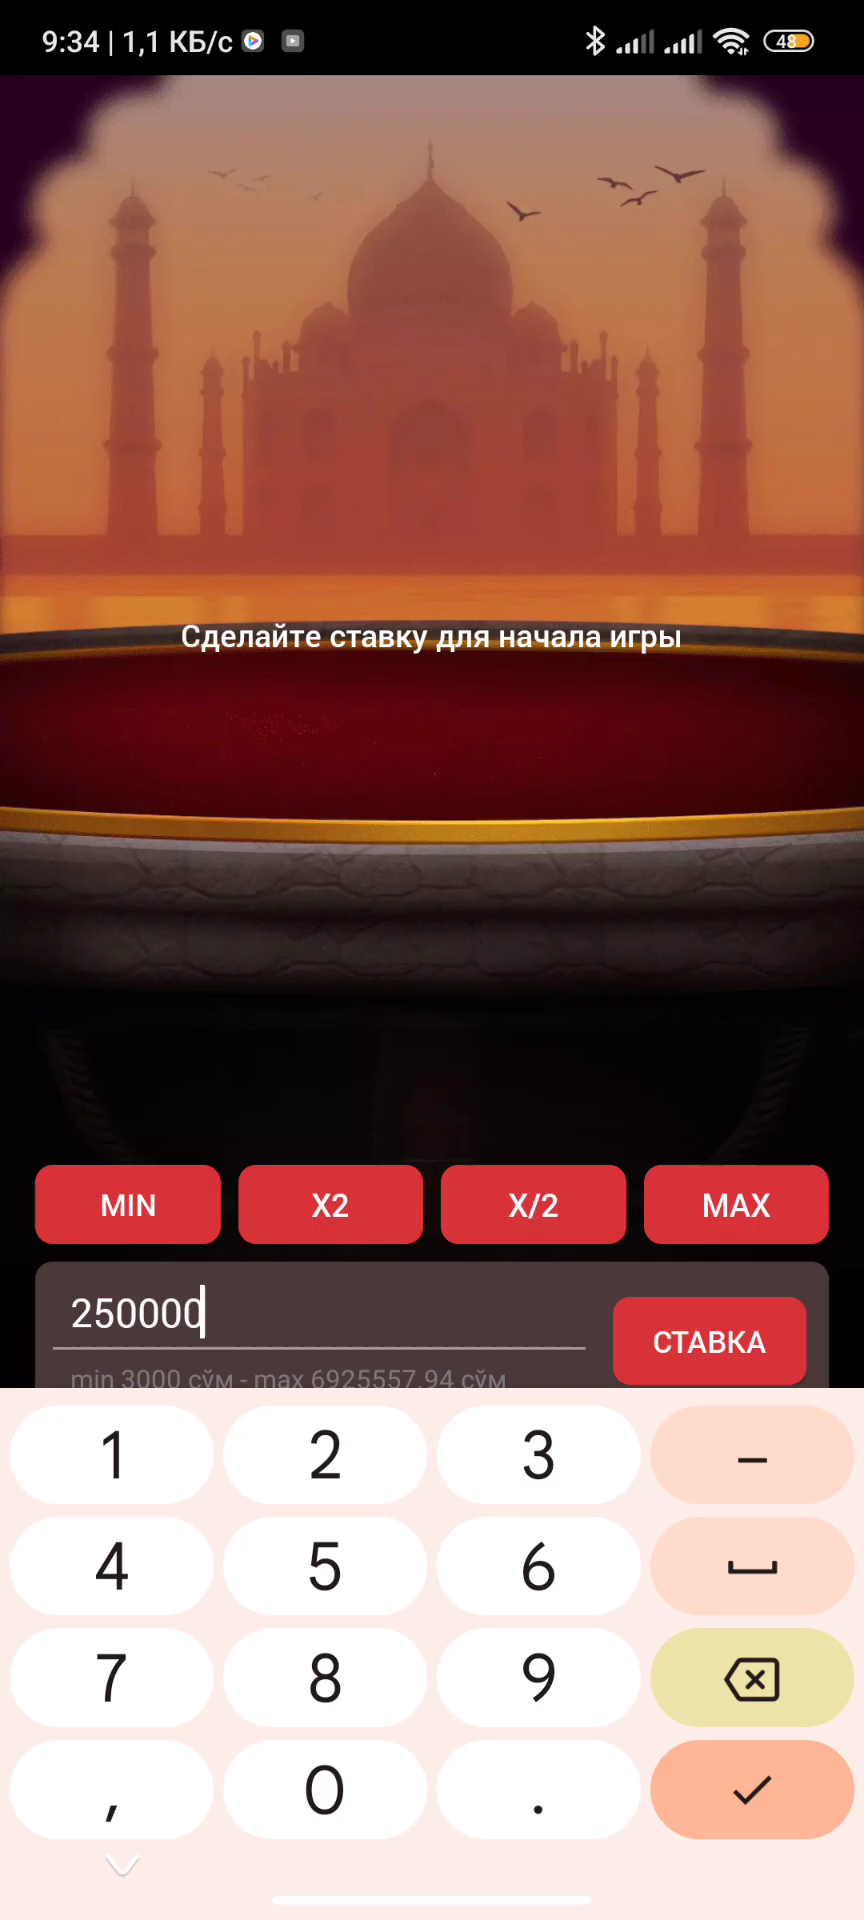 9:34 | 1,1 КБ/с
48
Сделайте ставку для начала игры
MIN X2 X/2 MAX
250000
СТАВКА
min 3000 сўм - max 6925557.94 сўм
1 2 3 –
4 5 6
7 8 9
, 0 .